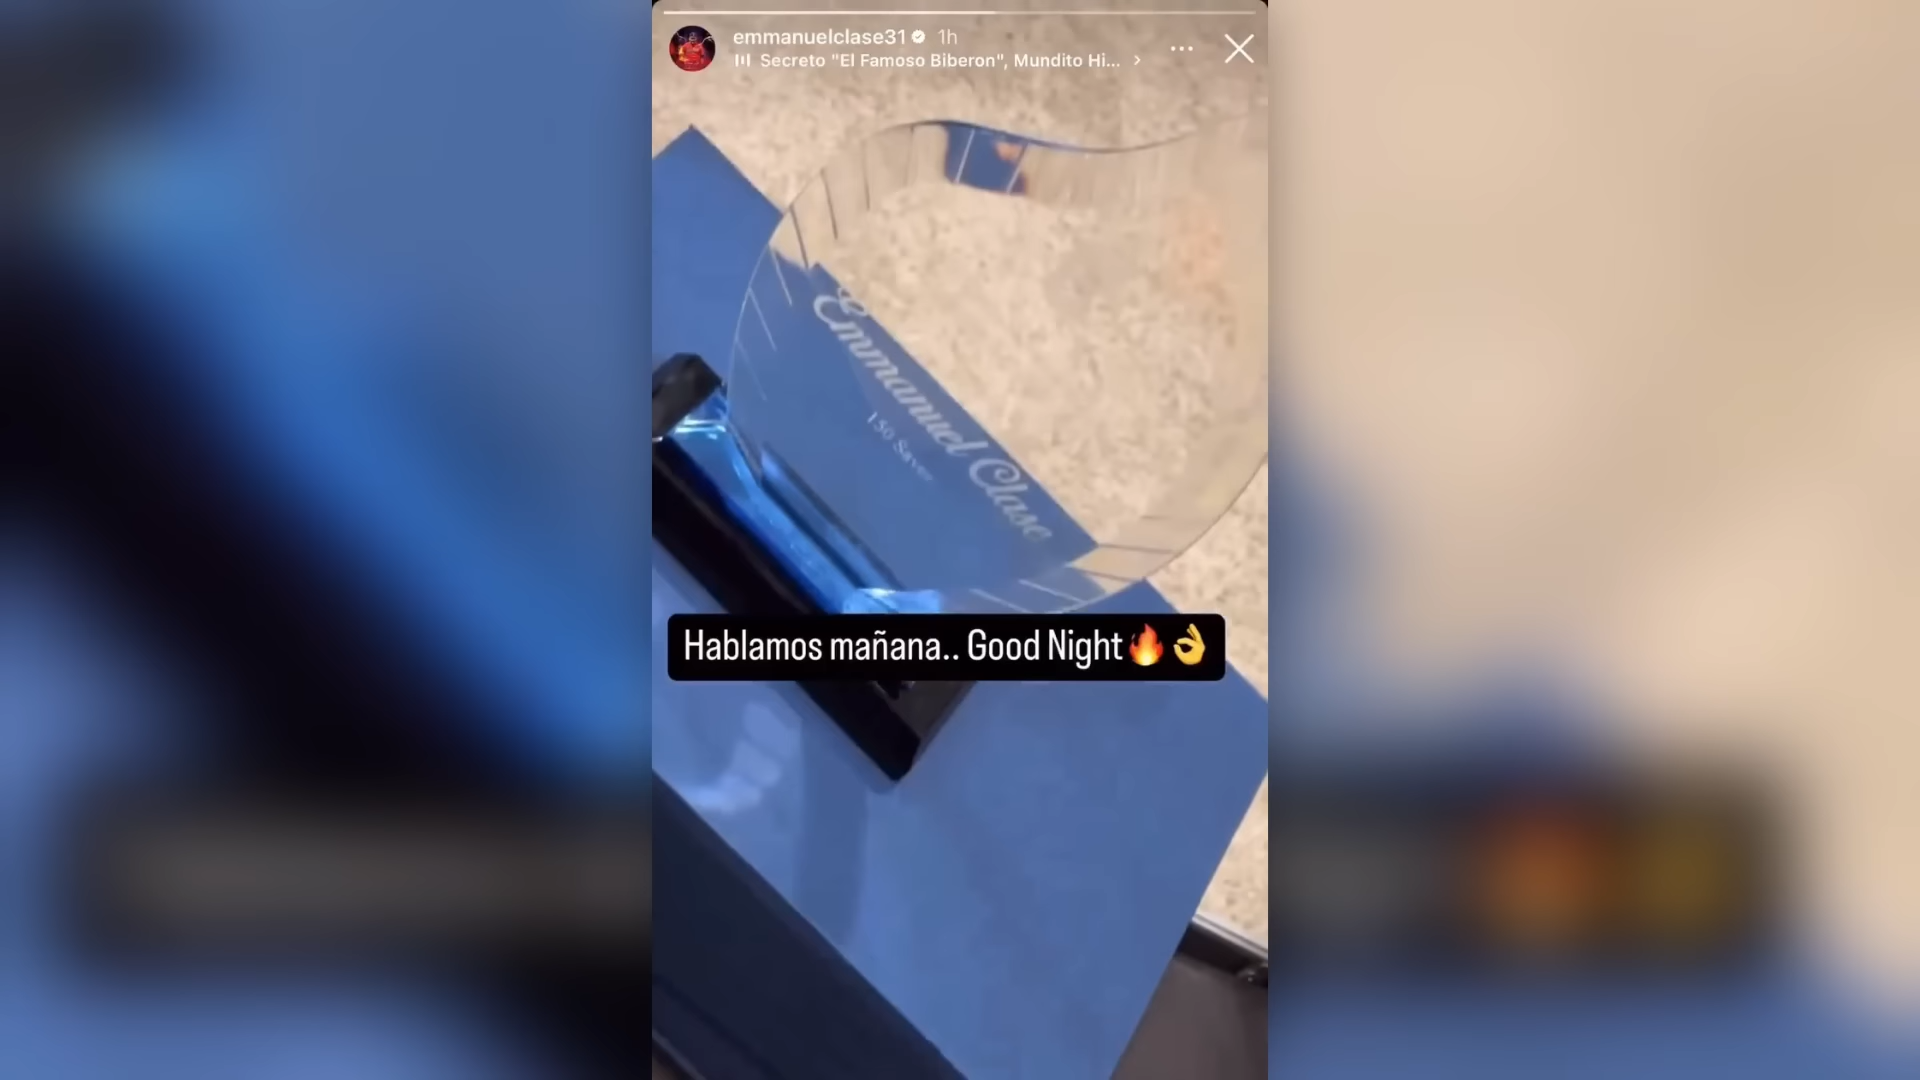 emmanuelclase31 1h
Secreto "El Famoso Biberon", Mundito Hi...
Emmanuel Clase
150 Saves
Hablamos mañana.. Good Night🔥👌